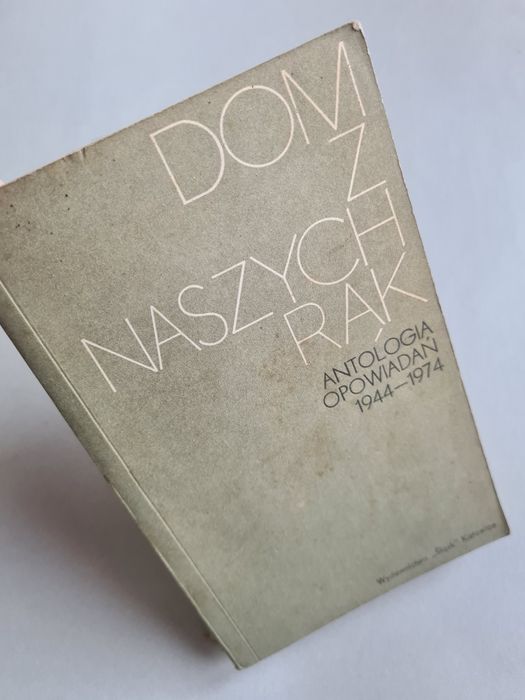 DOM
Z
NASZYCH
RĄK
ANTOLOGIA
OPOWIADAŃ
1944—1974
Wydawnictwo „Śląsk” Katowice